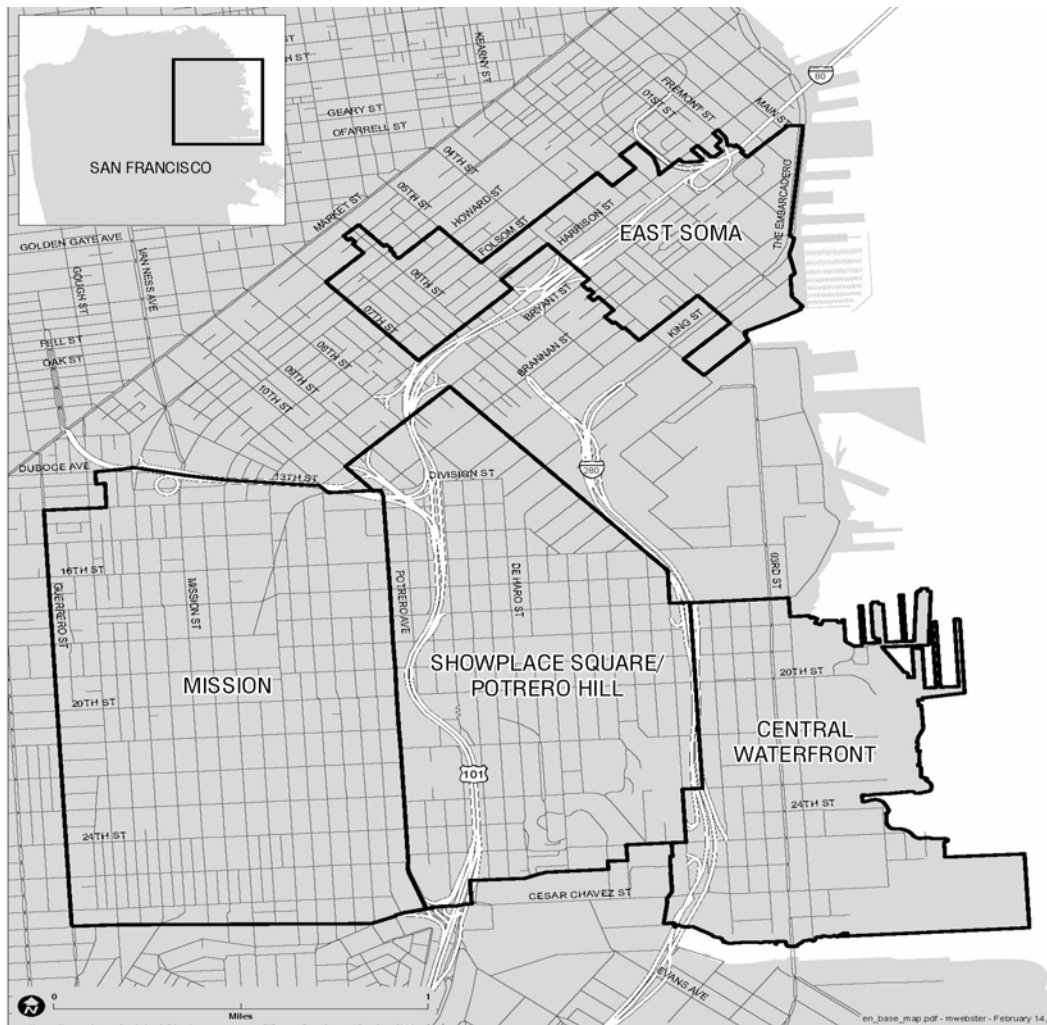 SAN FRANCISCO
KEARNY ST
GEARY ST
OFARRELL ST
80
FREMONT ST
01ST ST
MAIN ST
04TH ST
05TH ST
HOWARD ST
MARKET ST
FOLSOM ST
HARRISON ST
THE EMBARCADERO
EAST SOMA
GOLDEN GATE AVE
VAN NESS AVE
GOUGH ST
06TH ST
07TH ST
BRYANT ST
KING ST
FELL ST
OAK ST
08TH ST
09TH ST
10TH ST
BRANNAN ST
DUBOCE AVE
13TH ST
DIVISION ST
280
16TH ST
GUERRERO ST
MISSION ST
POTRERO AVE
DE HARO ST
03RD ST
MISSION
SHOWPLACE SQUARE/
POTRERO HILL
20TH ST
20TH ST
CENTRAL
WATERFRONT
101
24TH ST
24TH ST
CESAR CHAVEZ ST
EVANS AVE
N
0
1
Miles
en_base_map.pdf - mwebster - February 14,